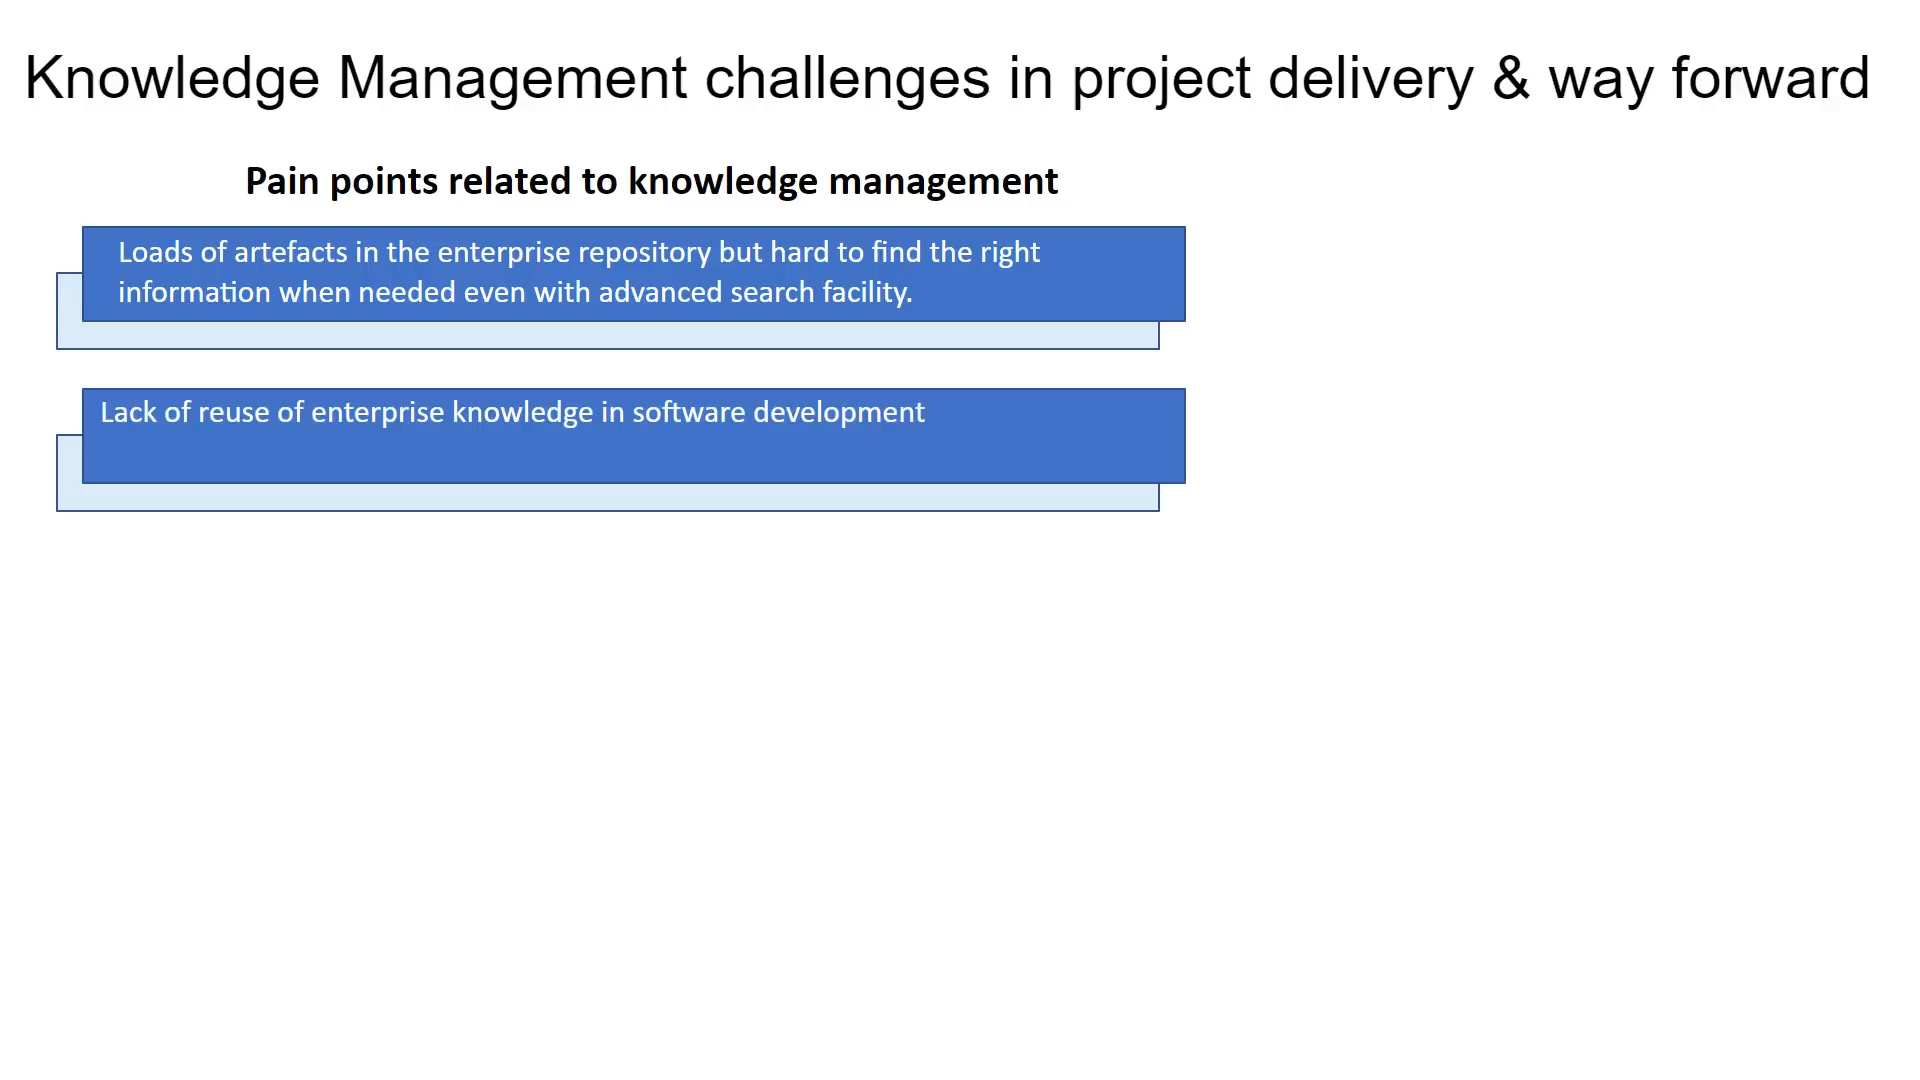 Knowledge Management challenges in project delivery & way forward
Pain points related to knowledge management
Loads of artefacts in the enterprise repository but hard to find the right
information when needed even with advanced search facility.
Lack of reuse of enterprise knowledge in software development